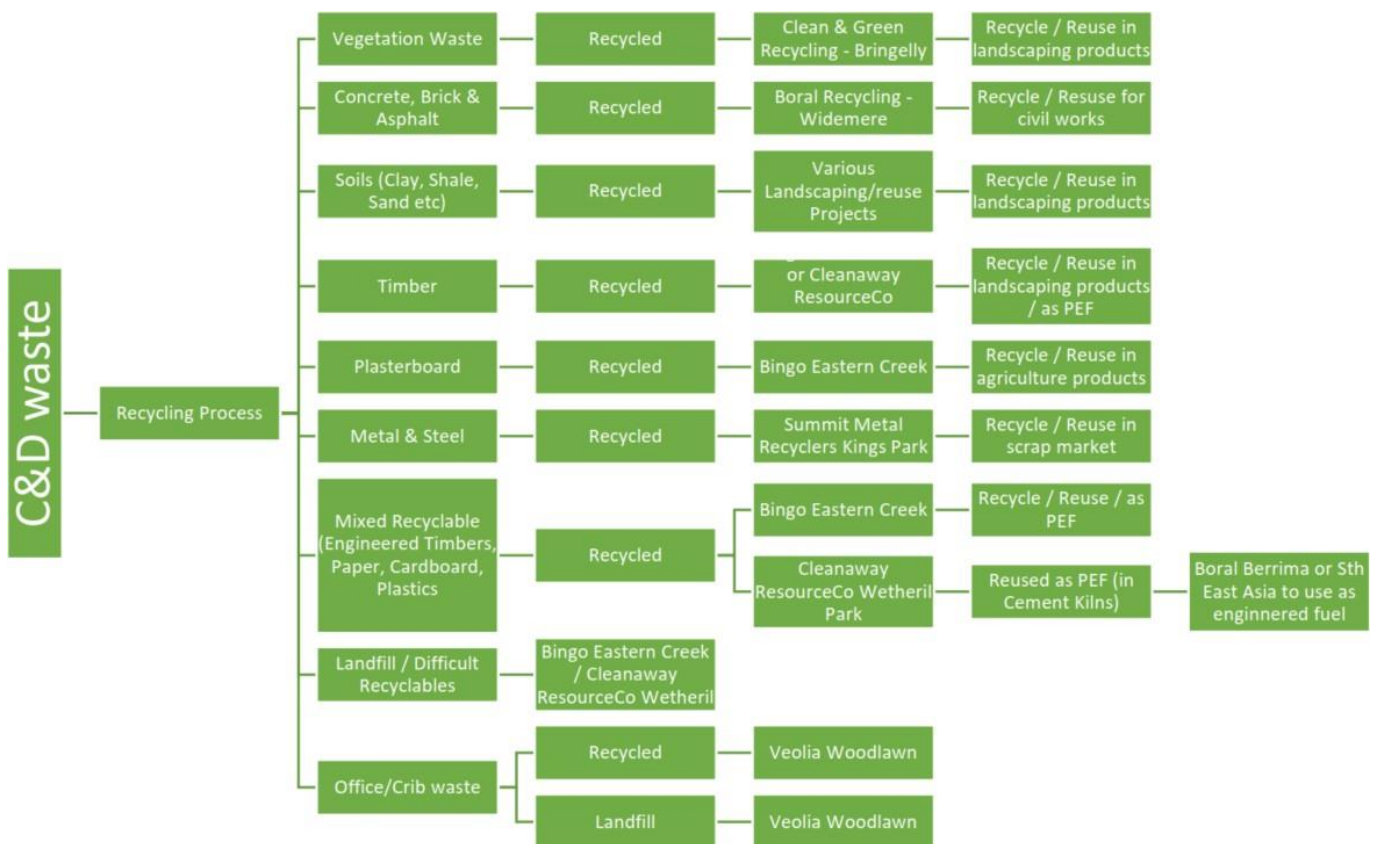 C&D waste
Recycling Process
Vegetation Waste
Recycled
Clean & Green
Recycling - Bringelly
Recycle / Reuse in
landscaping products
Concrete, Brick &
Asphalt
Recycled
Boral Recycling -
Widemere
Recycle / Resuse for
civil works
Soils (Clay, Shale,
Sand etc)
Recycled
Various
Landscaping/reuse
Projects
Recycle / Reuse in
landscaping products
Timber
Recycled
or Cleanaway
ResourceCo
Recycle / Reuse in
landscaping products
/ as PEF
Plasterboard
Recycled
Bingo Eastern Creek
Recycle / Reuse in
agriculture products
Metal & Steel
Recycled
Summit Metal
Recyclers Kings Park
Recycle / Reuse in
scrap market
Mixed Recyclable
(Engineered Timbers,
Paper, Cardboard,
Plastics
Recycled
Bingo Eastern Creek
Recycle / Reuse / as
PEF
Cleanaway
ResourceCo Wetheril
Park
Reused as PEF (in
Cement Kilns)
Boral Berrima or Sth
East Asia to use as
enginnered fuel
Landfill / Difficult
Recyclables
Bingo Eastern Creek
/ Cleanaway
ResourceCo Wetheril
Office/Crib waste
Recycled
Veolia Woodlawn
Landfill
Veolia Woodlawn